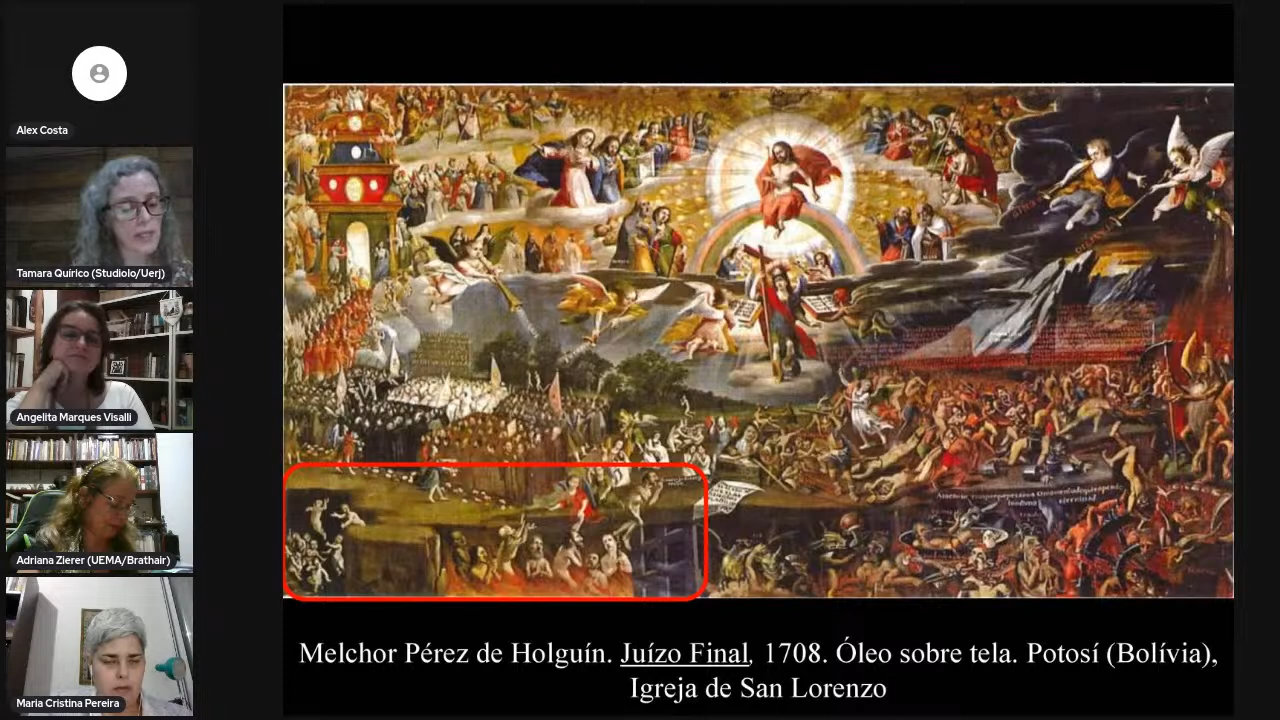 Alex Costa
Tamara Quírico (Studiolo/Uerj)
Angelita Marques Visalli
Adriana Zierer (UEMA/Brathair)
Maria Cristina Pereira
Melchor Pérez de Holguín. Juízo Final, 1708. Óleo sobre tela. Potosí (Bolívia),
Igreja de San Lorenzo